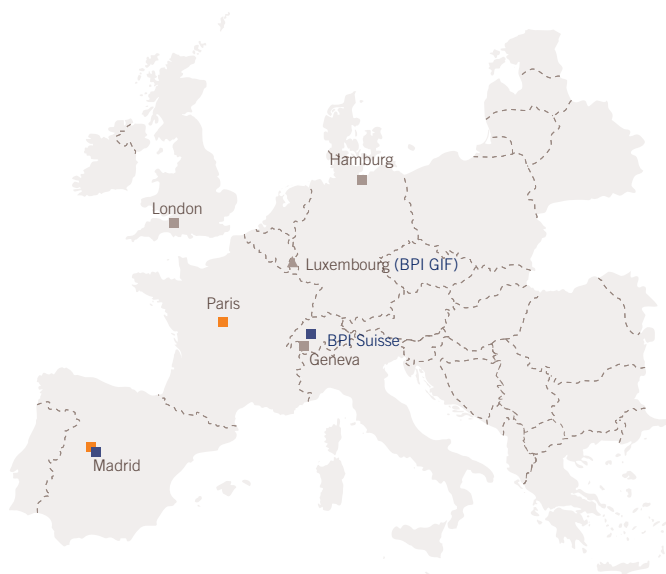 Hamburg
London
Luxembourg (BPI GIF)
Paris
BPI Suisse
Geneva
Madrid